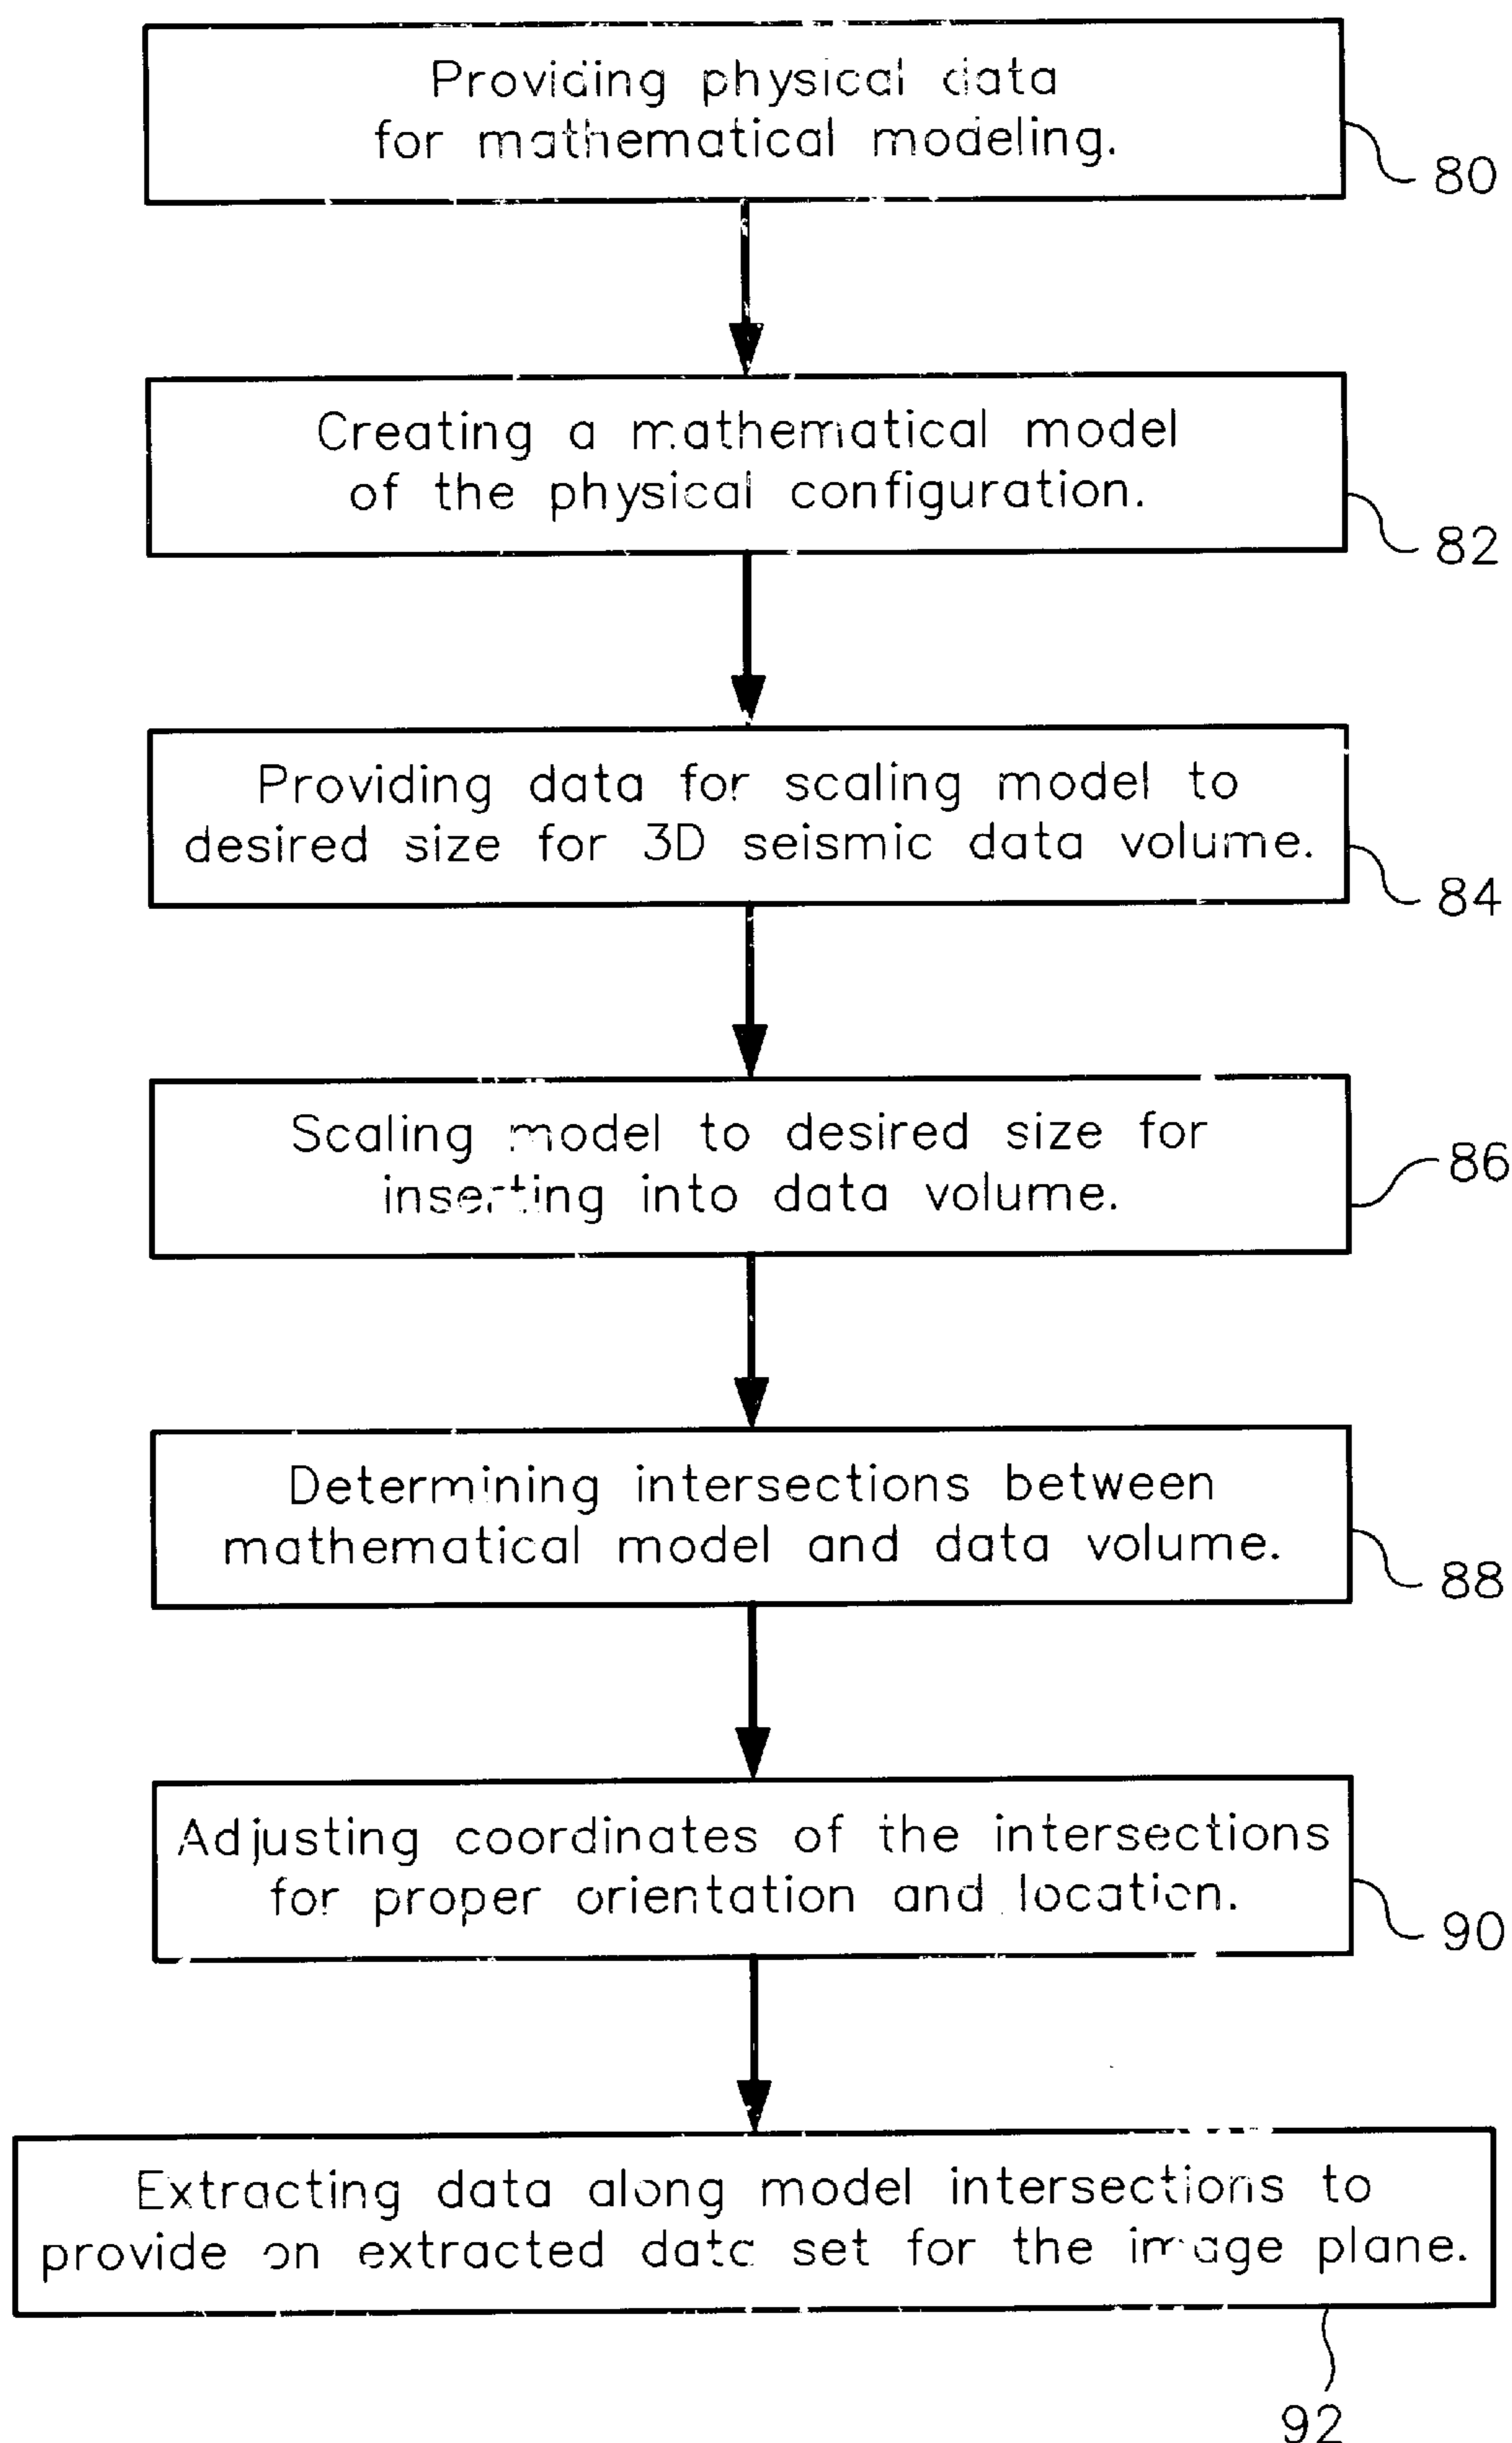 Providing physical data
for mathematical modeling.
80
Creating a mathematical model
of the physical configuration.
82
Providing data for scaling model to
desired size for 3D seismic data volume.
84
Scaling model to desired size for
inserting into data volume.
86
Determining intersections between
mathematical model and data volume.
88
Adjusting coordinates of the intersections
for proper orientation and location.
90
Extracting data along model intersections to
provide an extracted data set for the image plane.
92